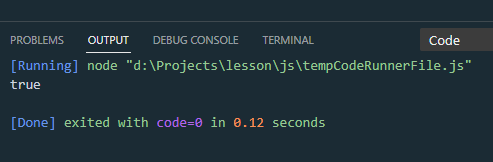 PROBLEMS OUTPUT DEBUG CONSOLE TERMINAL Code
[Running] node "d:\Projects\lesson\js\tempCodeRunnerFile.js"
true
[Done] exited with code=0 in 0.12 seconds